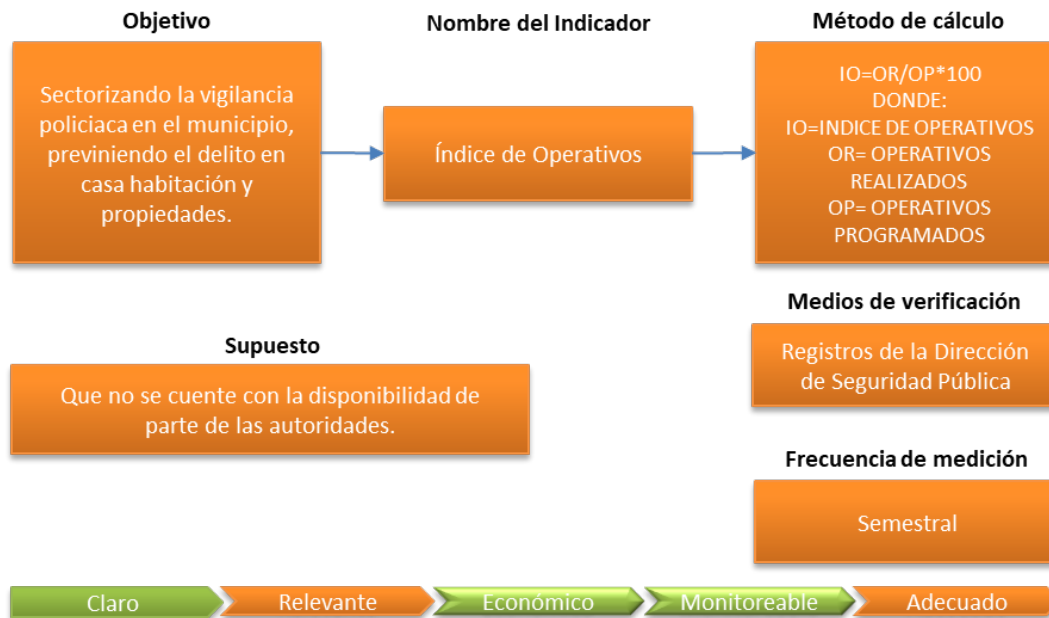 Objetivo
Sectorizando la vigilancia
policiaca en el municipio,
previniendo el delito en
casa habitación y
propiedades.
Nombre del Indicador
Índice de Operativos
Método de cálculo
IO=OR/OP*100
DONDE:
IO=INDICE DE OPERATIVOS
OR= OPERATIVOS
REALIZADOS
OP= OPERATIVOS
PROGRAMADOS
Supuesto
Que no se cuente con la disponibilidad de
parte de las autoridades.
Medios de verificación
Registros de la Dirección
de Seguridad Pública
Frecuencia de medición
Semestral
Claro
Relevante
Económico
Monitoreable
Adecuado